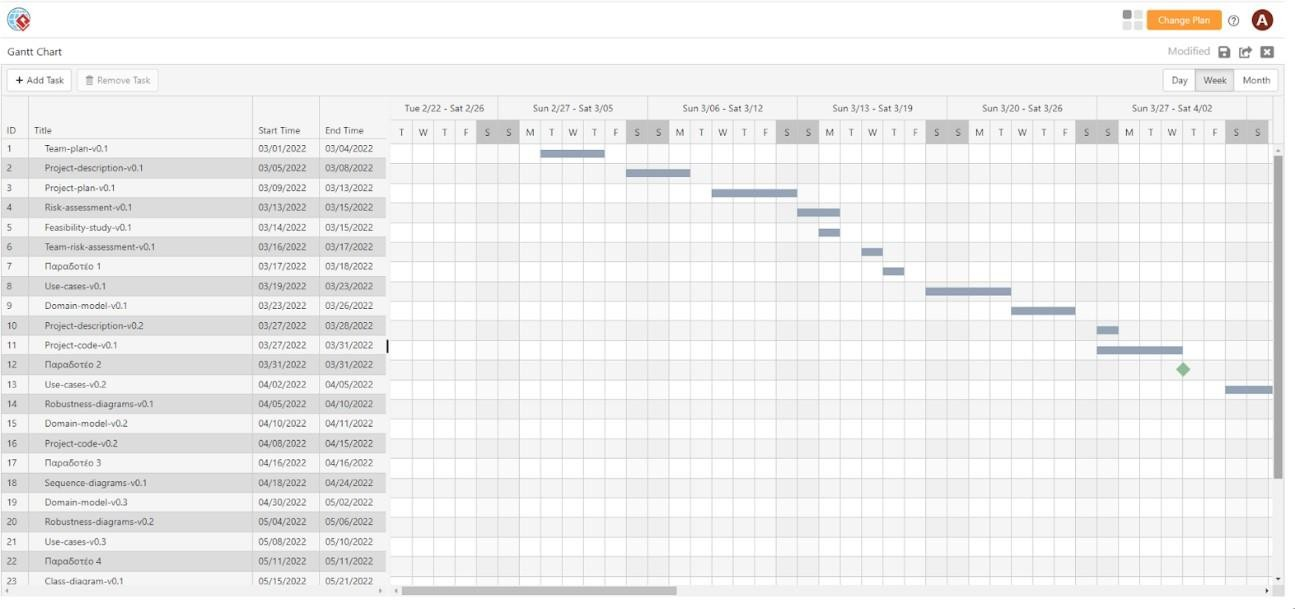 Change Plan ? A
Gantt Chart Modified
+ Add Task Remove Task Day Week Month
Tue 2/22 - Sat 2/26 Sun 2/27 - Sat 3/05 Sun 3/06 - Sat 3/12 Sun 3/13 - Sat 3/19 Sun 3/20 - Sat 3/26 Sun 3/27 - Sat 4/02
ID Title Start Time End Time T W T F S S M T W T F S S M T W T F S S M T W T F S S M T W T F S S M T W T F S S
1 Team-plan-v0.1 03/01/2022 03/04/2022
2 Project-description-v0.1 03/05/2022 03/08/2022
3 Project-plan-v0.1 03/09/2022 03/13/2022
4 Risk-assessment-v0.1 03/13/2022 03/15/2022
5 Feasibility-study-v0.1 03/14/2022 03/15/2022
6 Team-risk-assessment-v0.1 03/16/2022 03/17/2022
7 Παραδοτέο 1 03/17/2022 03/18/2022
8 Use-cases-v0.1 03/19/2022 03/23/2022
9 Domain-model-v0.1 03/23/2022 03/26/2022
10 Project-description-v0.2 03/27/2022 03/28/2022
11 Project-code-v0.1 03/27/2022 03/31/2022
12 Παραδοτέο 2 03/31/2022 03/31/2022
13 Use-cases-v0.2 04/02/2022 04/05/2022
14 Robustness-diagrams-v0.1 04/05/2022 04/10/2022
15 Domain-model-v0.2 04/10/2022 04/11/2022
16 Project-code-v0.2 04/08/2022 04/15/2022
17 Παραδοτέο 3 04/16/2022 04/16/2022
18 Sequence-diagrams-v0.1 04/18/2022 04/24/2022
19 Domain-model-v0.3 04/30/2022 05/02/2022
20 Robustness-diagrams-v0.2 05/04/2022 05/06/2022
21 Use-cases-v0.3 05/08/2022 05/10/2022
22 Παραδοτέο 4 05/11/2022 05/11/2022
23 Class-diagram-v0.1 05/15/2022 05/21/2022